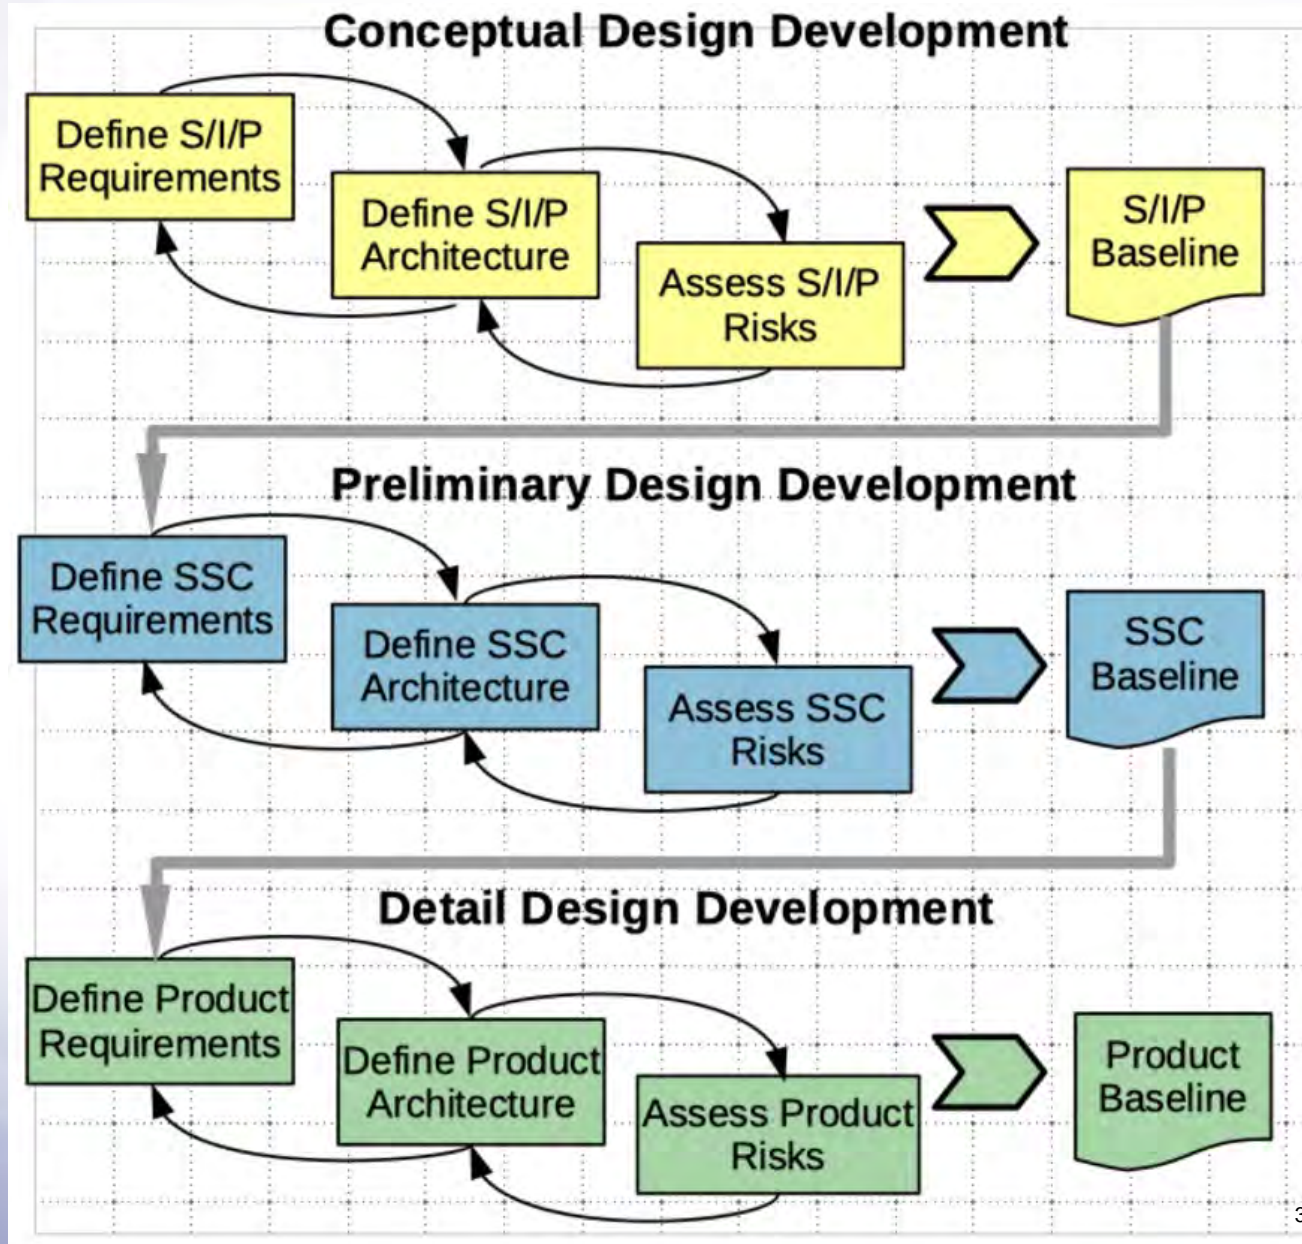 Conceptual Design Development
Define S/I/P
Requirements
Define S/I/P
Architecture
Assess S/I/P
Risks
S/I/P
Baseline
Preliminary Design Development
Define SSC
Requirements
Define SSC
Architecture
Assess SSC
Risks
SSC
Baseline
Detail Design Development
Define Product
Requirements
Define Product
Architecture
Assess Product
Risks
Product
Baseline
3